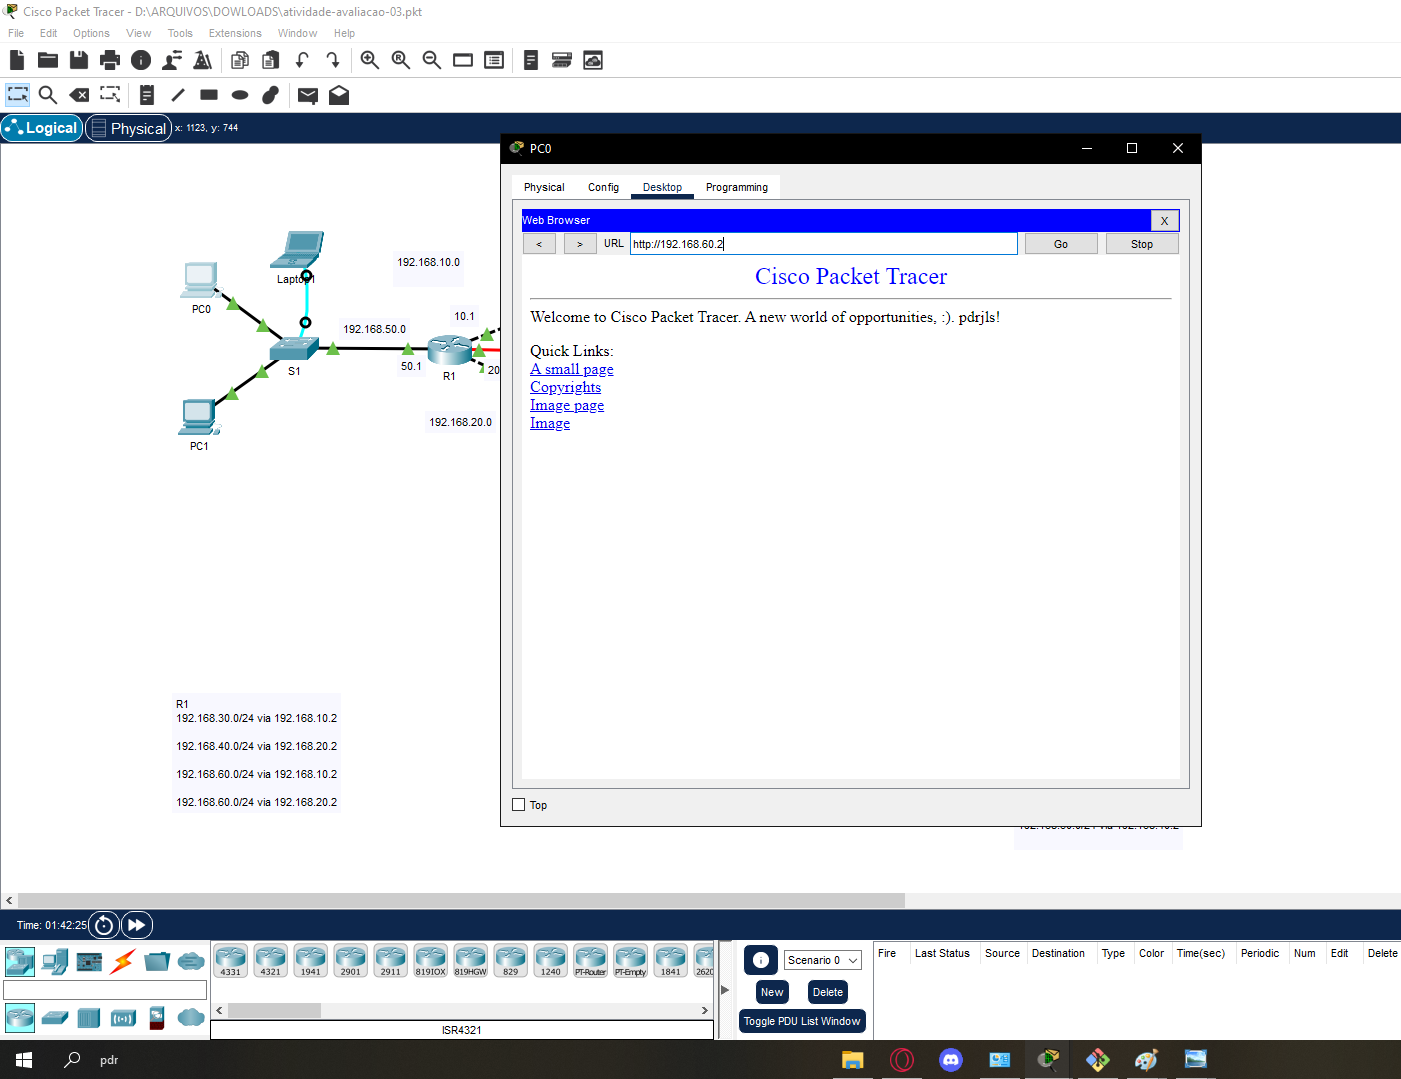 Cisco Packet Tracer - D:\ARQUIVOS\DOWLOADS\atividade-avaliacao-03.pkt
File Edit Options View Tools Extensions Window Help
Logical Physical x: 1123, y: 744
PC0
Physical Config Desktop Programming
Web Browser X
< > URL http://192.168.60.2 Go Stop
Cisco Packet Tracer
Welcome to Cisco Packet Tracer. A new world of opportunities, :). pdrjls!
Quick Links:
A small page
Copyrights
Image page
Image
Top
192.168.10.0
Laptop1
PC0
10.1
192.168.50.0
50.1
20
S1
R1
192.168.20.0
PC1
R1
192.168.30.0/24 via 192.168.10.2
192.168.40.0/24 via 192.168.20.2
192.168.60.0/24 via 192.168.10.2
192.168.60.0/24 via 192.168.20.2
Time: 01:42:25
4331 4321 1941 2901 2911 819IOX 819HGW 829 1240 PT-Router PT-Empty 1841 2620
ISR4321
Scenario 0
New Delete
Toggle PDU List Window
Fire Last Status Source Destination Type Color Time(sec) Periodic Num Edit Delete
pdr